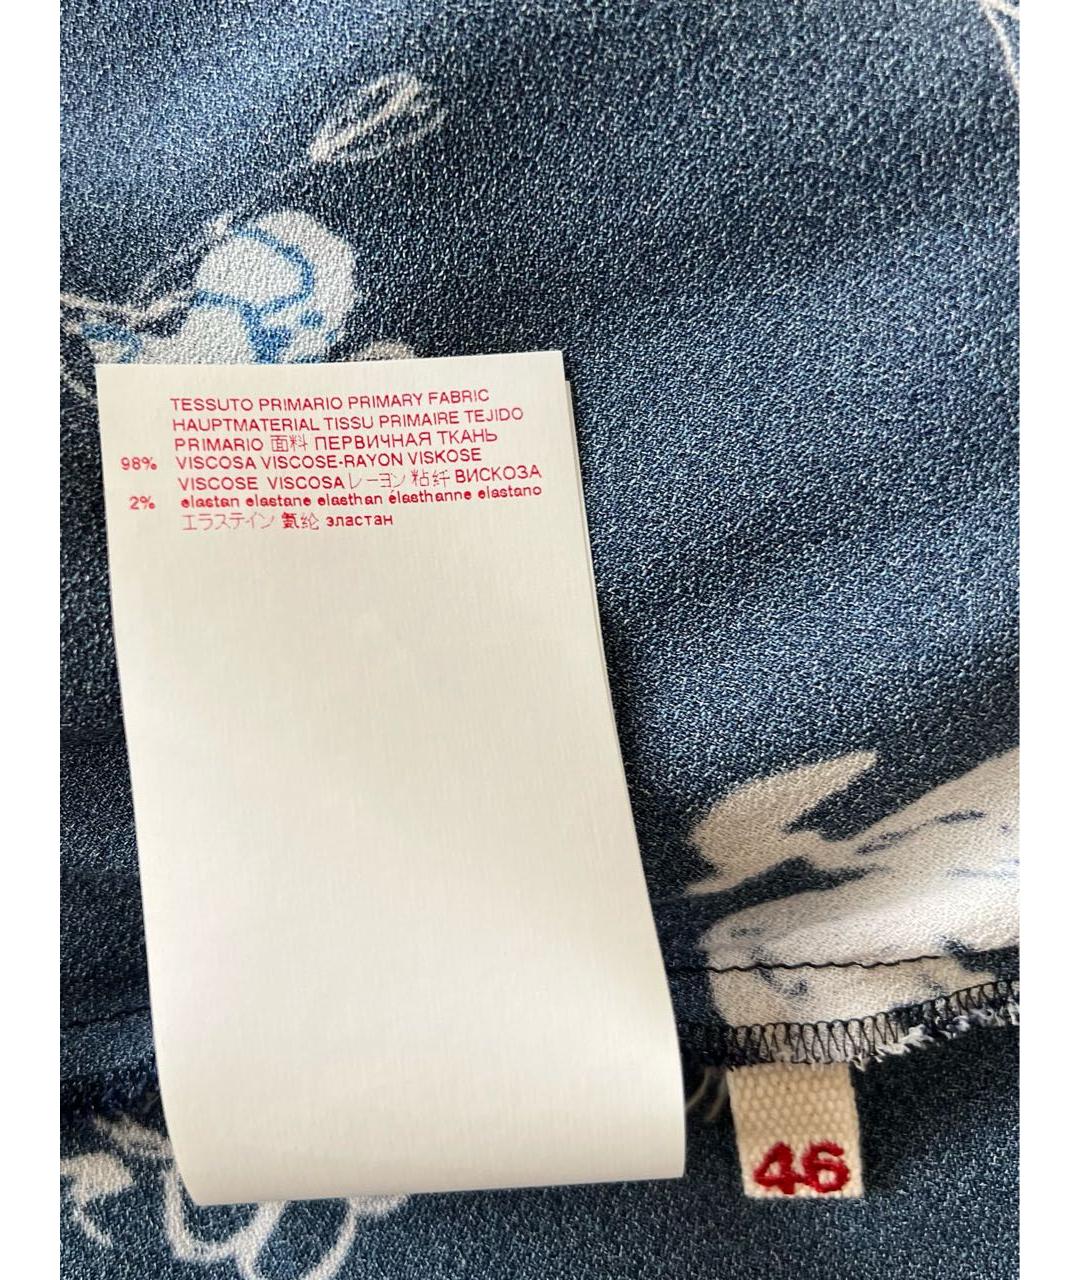 TESSUTO PRIMARIO PRIMARY FABRIC
HAUPTMATERIAL TISSU PRIMAIRE TEJIDO
PRIMARIO 面料 ПЕРВИЧНАЯ ТКАНЬ
98% VISCOSA VISCOSE-RAYON VISKOSE
VISCOSE VISCOSA レーヨン 粘纤 ВИСКОЗА
2% elastan elastane elasthan élasthanne elastano
エラステイン 氨纶 эластан
46